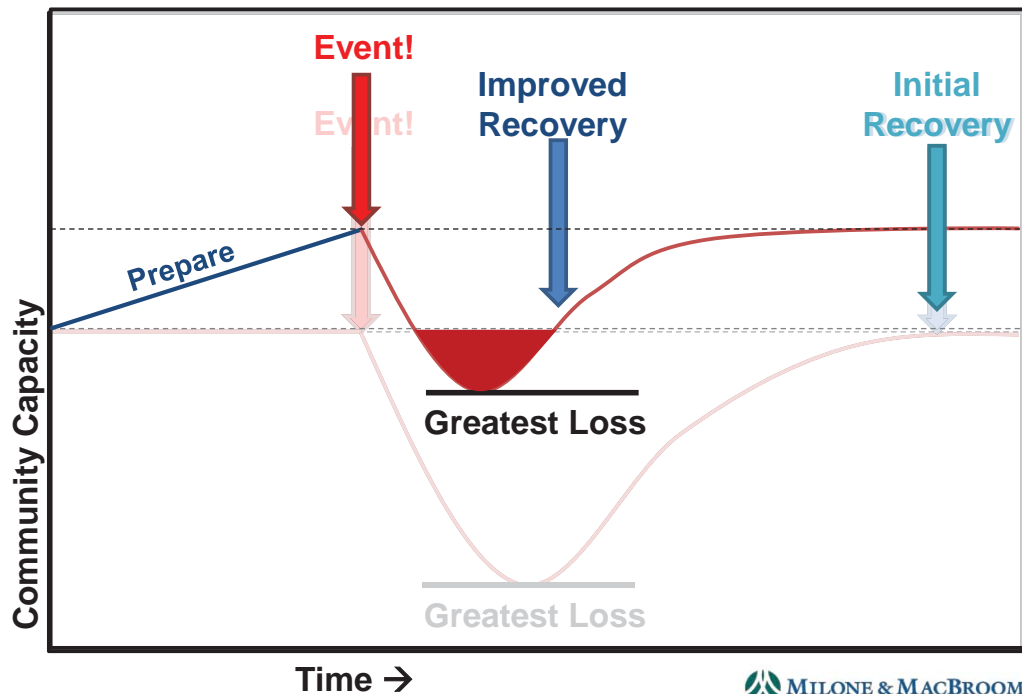 Event!
Event!
Improved
Recovery
Initial
Recovery
Prepare
Community Capacity
Greatest Loss
Greatest Loss
Time →
MILONE & MACBROOM